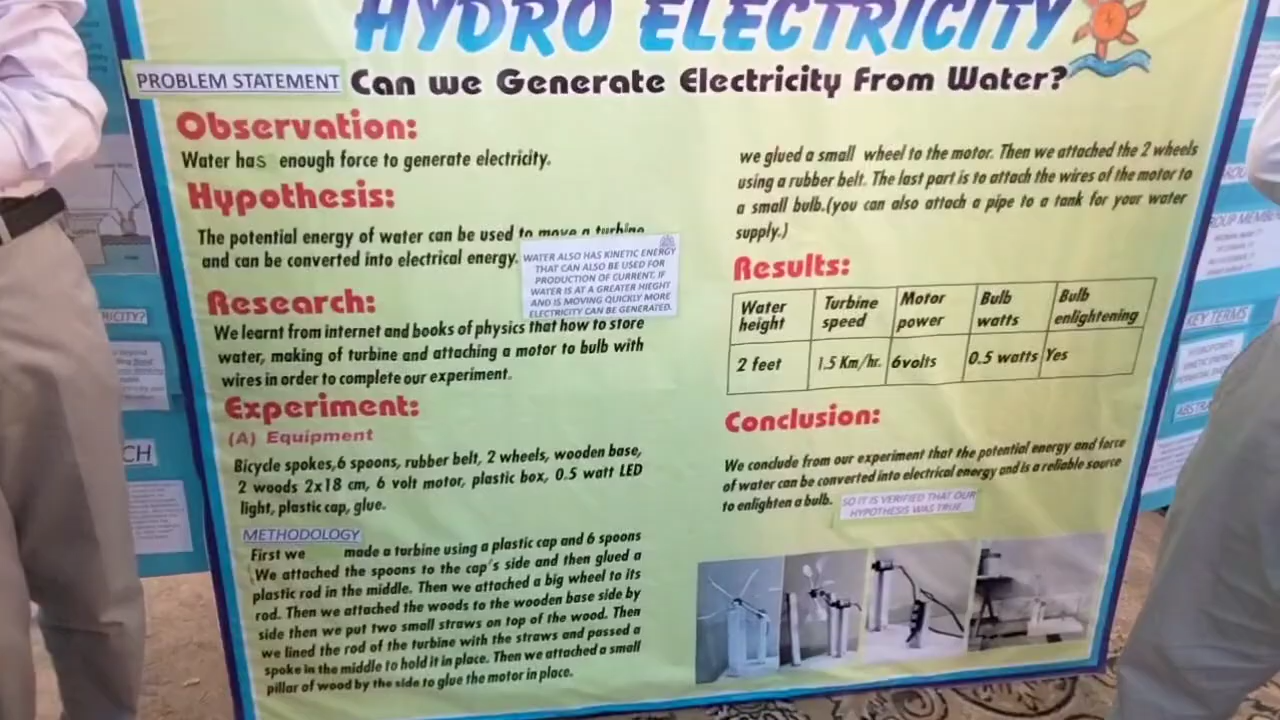 HYDRO ELECTRICITY
PROBLEM STATEMENT Can we Generate Electricity From Water?
Observation:
Water has enough force to generate electricity.
Hypothesis:
The potential energy of water can be used to move a turbine
and can be converted into electrical energy.
WATER ALSO HAS KINETIC ENERGY
THAT CAN ALSO BE USED FOR
PRODUCTION OF CURRENT. IF
WATER IS AT A GREATER HIEGHT
AND IS MOVING QUICKLY MORE
ELECTRICITY CAN BE GENERATED.
Research:
We learnt from internet and books of physics that how to store
water, making of turbine and attaching a motor to bulb with
wires in order to complete our experiment.
Experiment:
(A) Equipment
Bicycle spokes,6 spoons, rubber belt, 2 wheels, wooden base,
2 woods 2x18 cm, 6 volt motor, plastic box, 0.5 watt LED
light, plastic cap, glue.
METHODOLOGY
First we made a turbine using a plastic cap and 6 spoons
We attached the spoons to the cap's side and then glued a
plastic rod in the middle. Then we attached a big wheel to its
rod. Then we attached the woods to the wooden base side by
side then we put two small straws on top of the wood. Then
we lined the rod of the turbine with the straws and passed a
spoke in the middle to hold it in place. Then we attached a small
pillar of wood by the side to glue the motor in place.
we glued a small wheel to the motor. Then we attached the 2 wheels
using a rubber belt. The last part is to attach the wires of the motor to
a small bulb.(you can also attach a pipe to a tank for your water
supply.)
Results:
Water height Turbine speed Motor power Bulb watts Bulb enlightening
2 feet 1.5 Km/hr. 6volts 0.5 watts Yes
Conclusion:
We conclude from our experiment that the potential energy and force
of water can be converted into electrical energy and is a reliable source
to enlighten a bulb.
SO IT IS VERIFIED THAT OUR
HYPOTHESIS WAS TRUE.
KEY TERMS